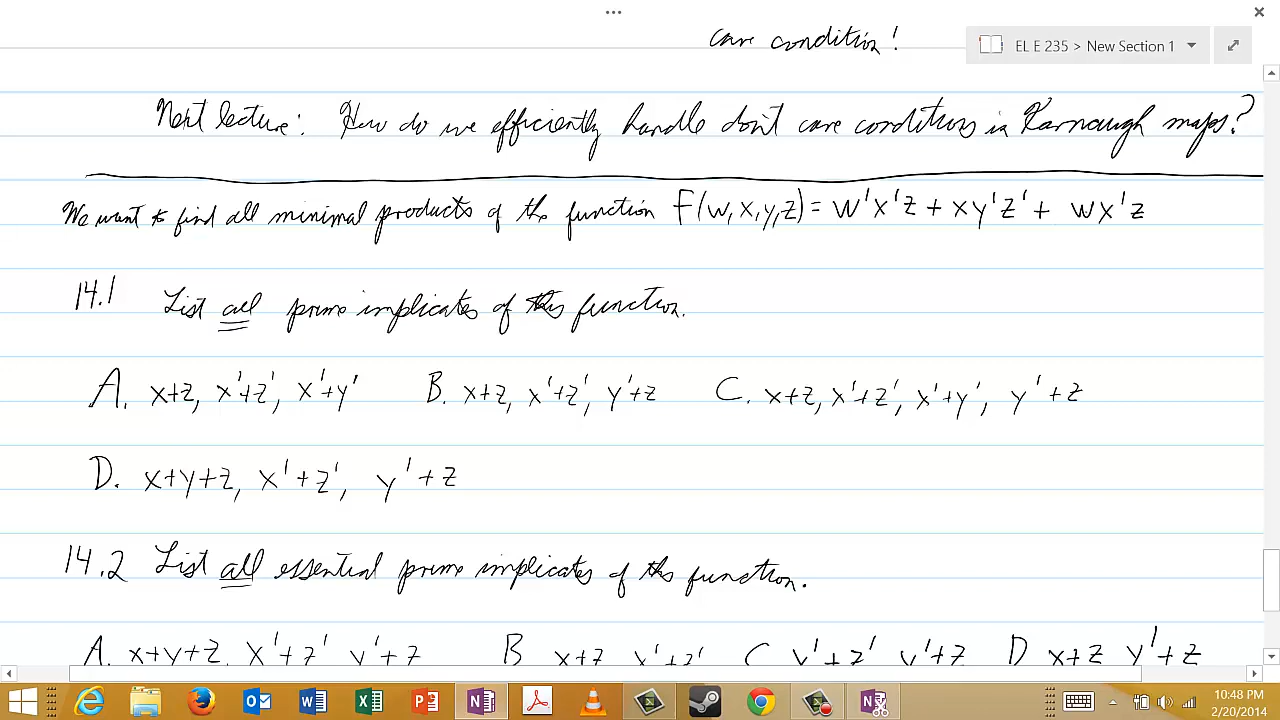 care condition!
EL E 235 > New Section 1
Next lecture: How do we efficiently handle don't care conditions in Karnaugh maps?
We want to find all minimal products of the function F(w,x,y,z) = w'x'z + xy'z' + wx'z
14.1 List all prime implicates of this function.
A. x+z, x'+z', x'+y' B. x+z, x'+z', y'+z C. x+z, x'+z', x'+y', y'+z
D. x+y+z, x'+z', y'+z
14.2 List all essential prime implicates of this function.
A. x+y+z, x'+z' y'+z B x+z x'+z' C y'+z D x+z y'+z
10:48 PM
2/20/2014